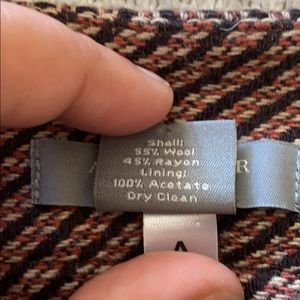 Shell:
55% Wool
45% Rayon
Lining:
100% Acetate
Dry Clean
A
R
A